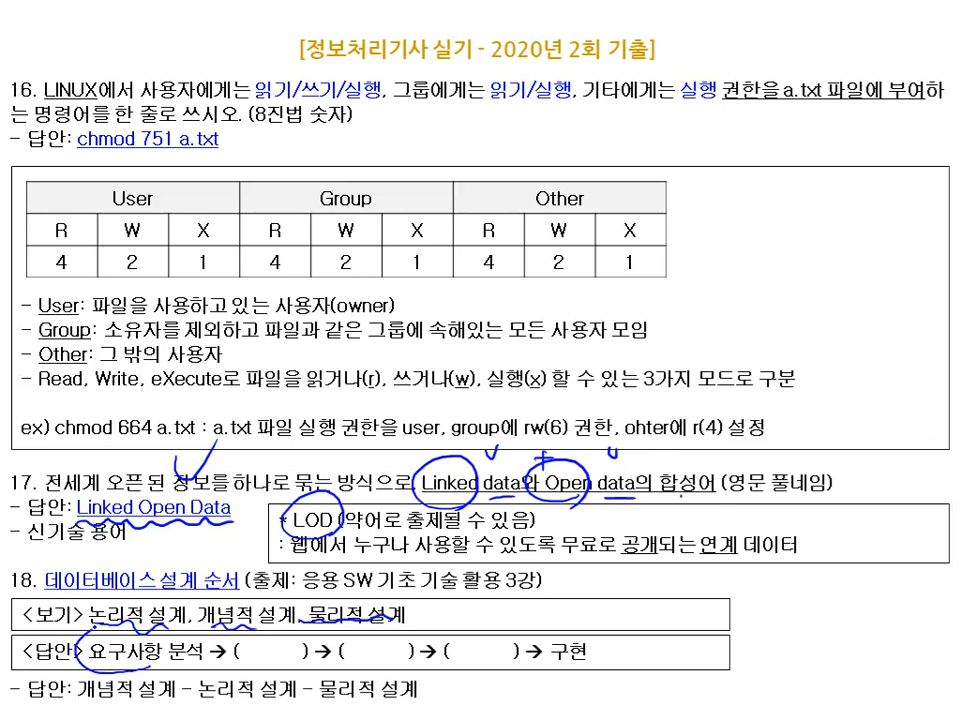 [정보처리기사 실기 - 2020년 2회 기출]
16. LINUX에서 사용자에게는 읽기/쓰기/실행, 그룹에게는 읽기/실행, 기타에게는 실행 권한을 a.txt 파일에 부여하
는 명령어를 한 줄로 쓰시오. (8진법 숫자)
- 답안: chmod 751 a.txt
User Group Other
R W X R W X R W X
4 2 1 4 2 1 4 2 1
- User: 파일을 사용하고 있는 사용자(owner)
- Group: 소유자를 제외하고 파일과 같은 그룹에 속해있는 모든 사용자 모임
- Other: 그 밖의 사용자
- Read, Write, eXecute로 파일을 읽거나(r), 쓰거나(w), 실행(x) 할 수 있는 3가지 모드로 구분
ex) chmod 664 a.txt : a.txt 파일 실행 권한을 user, group에 rw(6) 권한, ohter에 r(4) 설정
17. 전세계 오픈 된 정보를 하나로 묶는 방식으로, Linked data와 Open data의 합성어 (영문 풀네임)
- 답안: Linked Open Data
- 신기술 용어
* LOD (약어로 출제될 수 있음)
: 웹에서 누구나 사용할 수 있도록 무료로 공개되는 연계 데이터
18. 데이터베이스 설계 순서 (출제: 응용 SW 기초 기술 활용 3강)
<보기> 논리적 설계, 개념적 설계, 물리적 설계
<답안> 요구사항 분석 → ( ) → ( ) → ( ) → 구현
- 답안: 개념적 설계 - 논리적 설계 - 물리적 설계